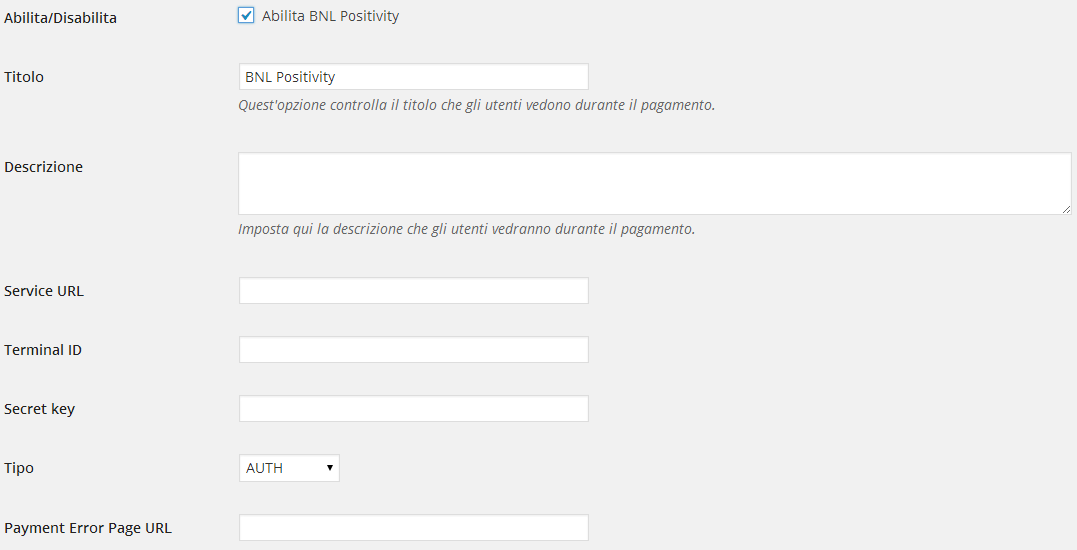 Abilita/Disabilita Abilita BNL Positivity
Titolo BNL Positivity
Quest'opzione controlla il titolo che gli utenti vedono durante il pagamento.
Descrizione
Imposta qui la descrizione che gli utenti vedranno durante il pagamento.
Service URL
Terminal ID
Secret key
Tipo AUTH
Payment Error Page URL